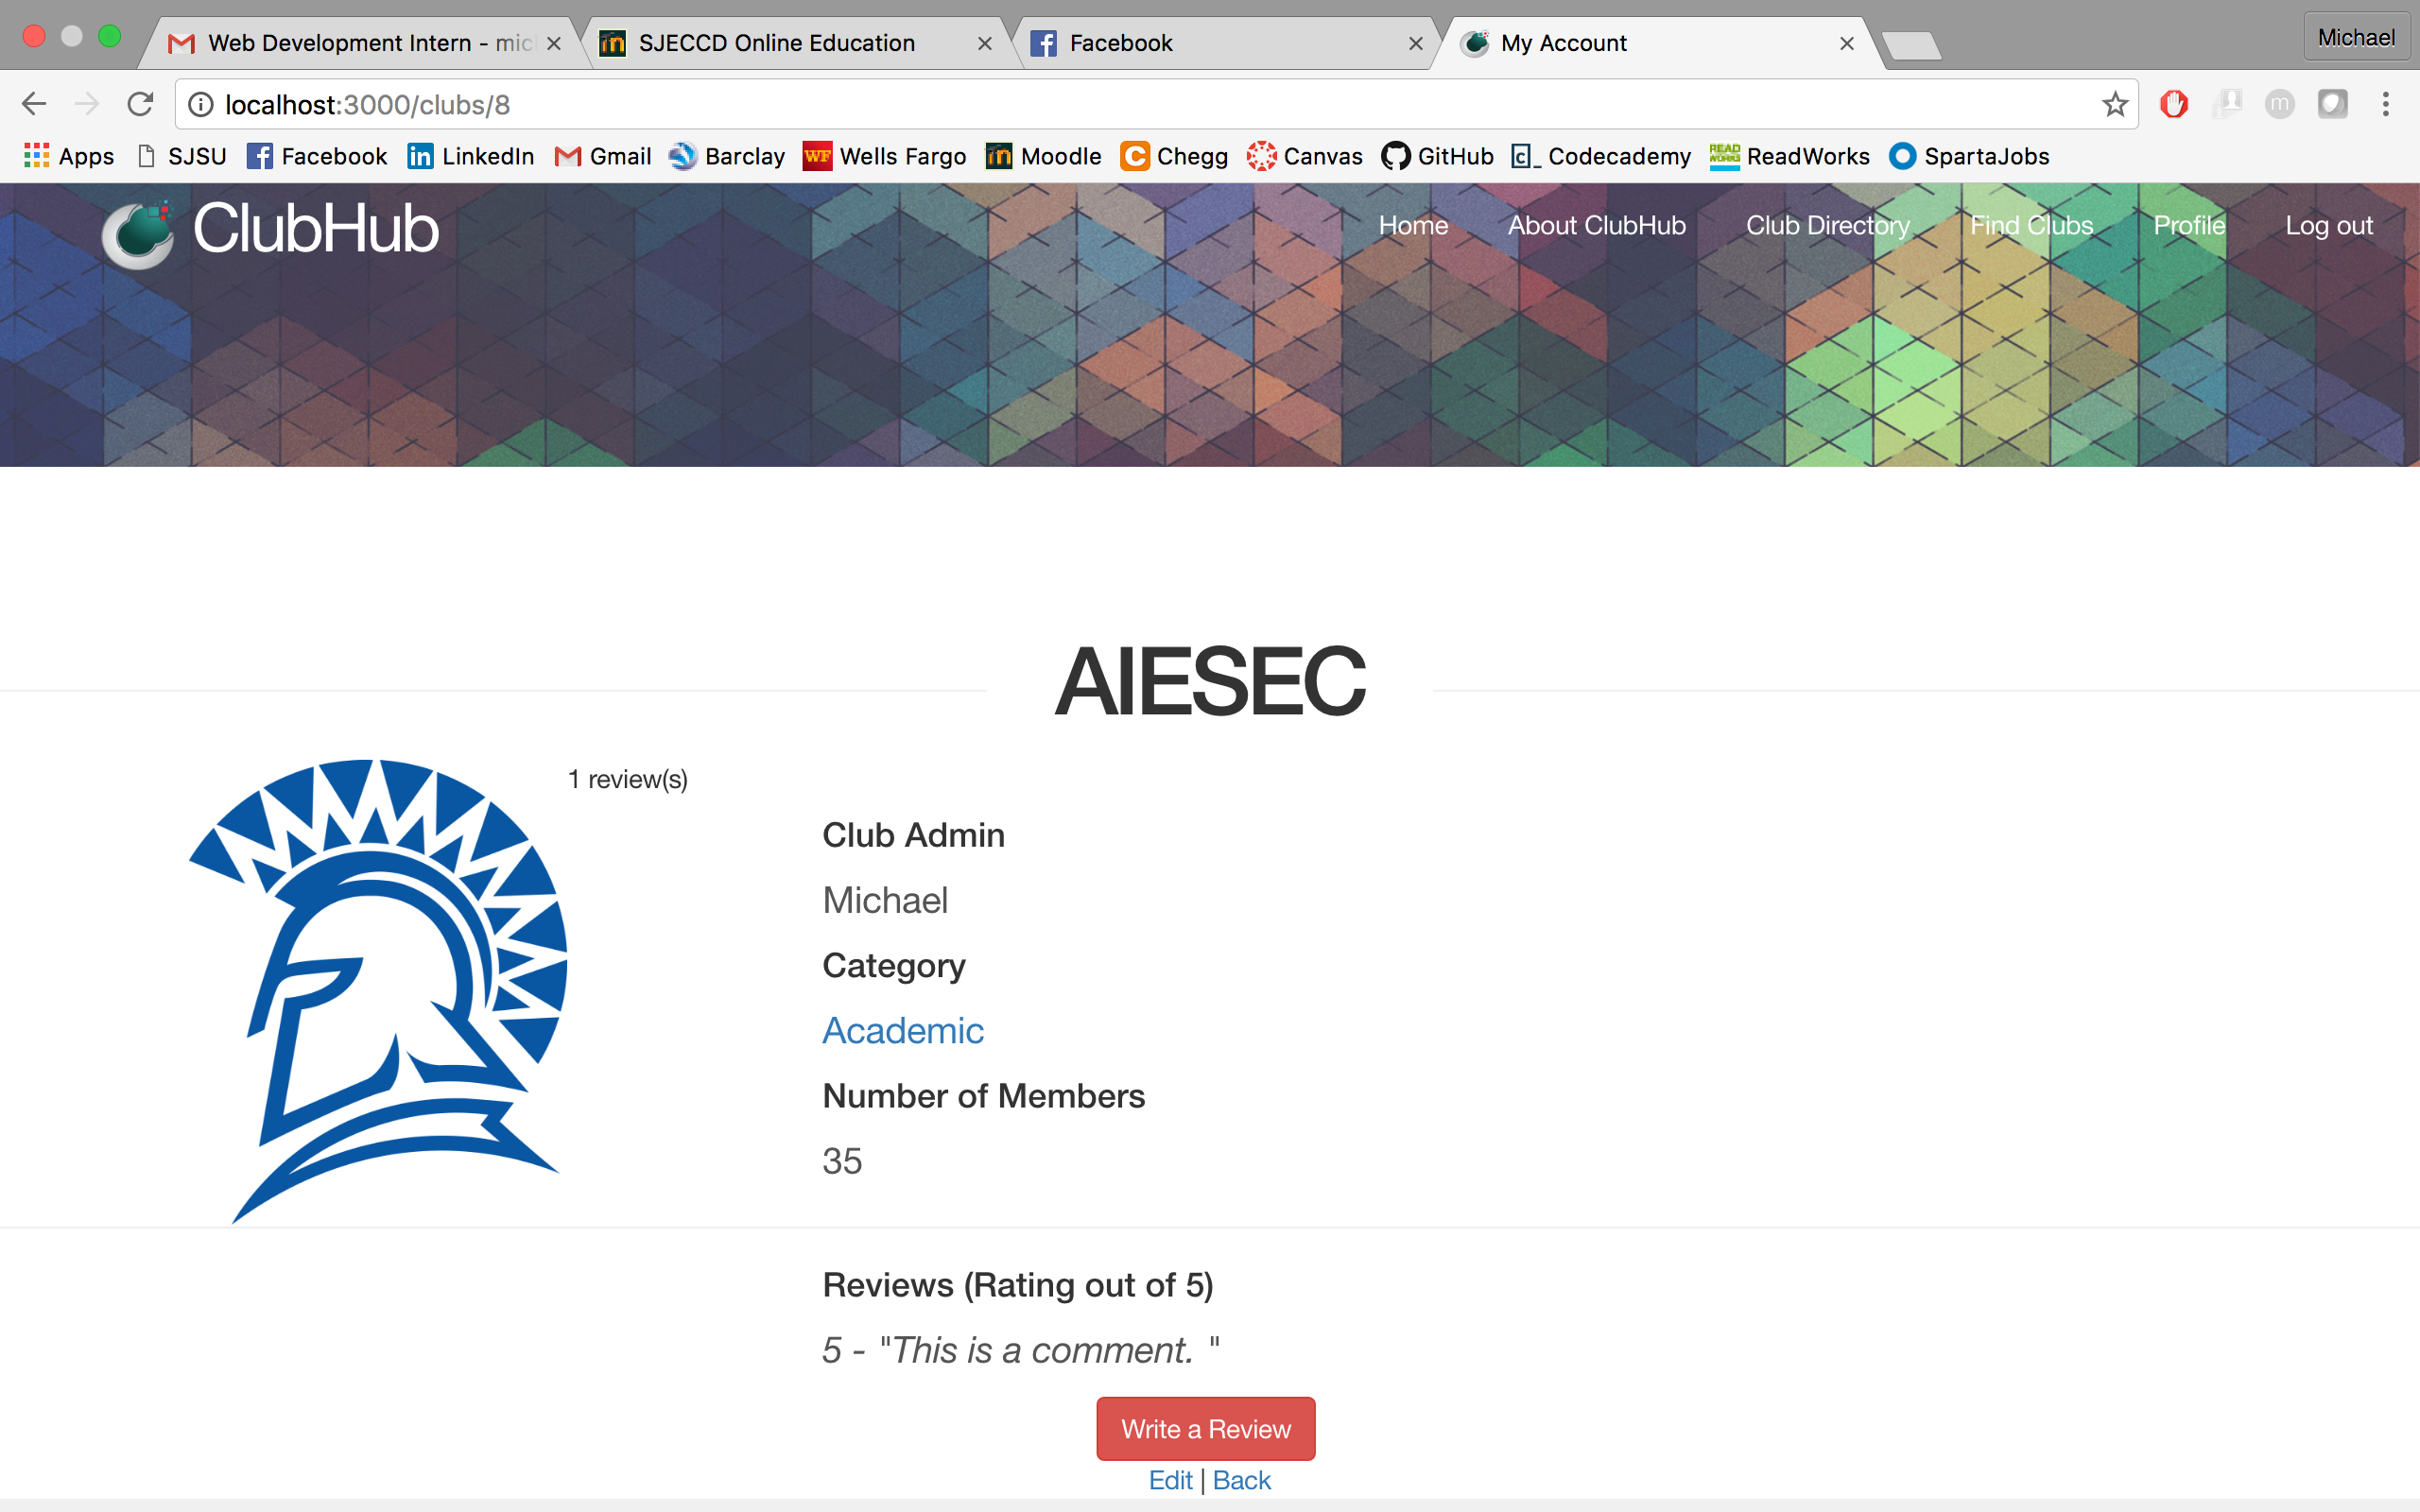 Web Development Intern - mic
SJECCD Online Education
Facebook
My Account
Michael
localhost:3000/clubs/8
Apps SJSU Facebook LinkedIn Gmail Barclay WF Wells Fargo Moodle Chegg Canvas GitHub Codecademy READ WORKS ReadWorks SpartaJobs
ClubHub
Home About ClubHub Club Directory Find Clubs Profile Log out
AIESEC
1 review(s)
Club Admin
Michael
Category
Academic
Number of Members
35
Reviews (Rating out of 5)
5 - "This is a comment. "
Write a Review
Edit | Back